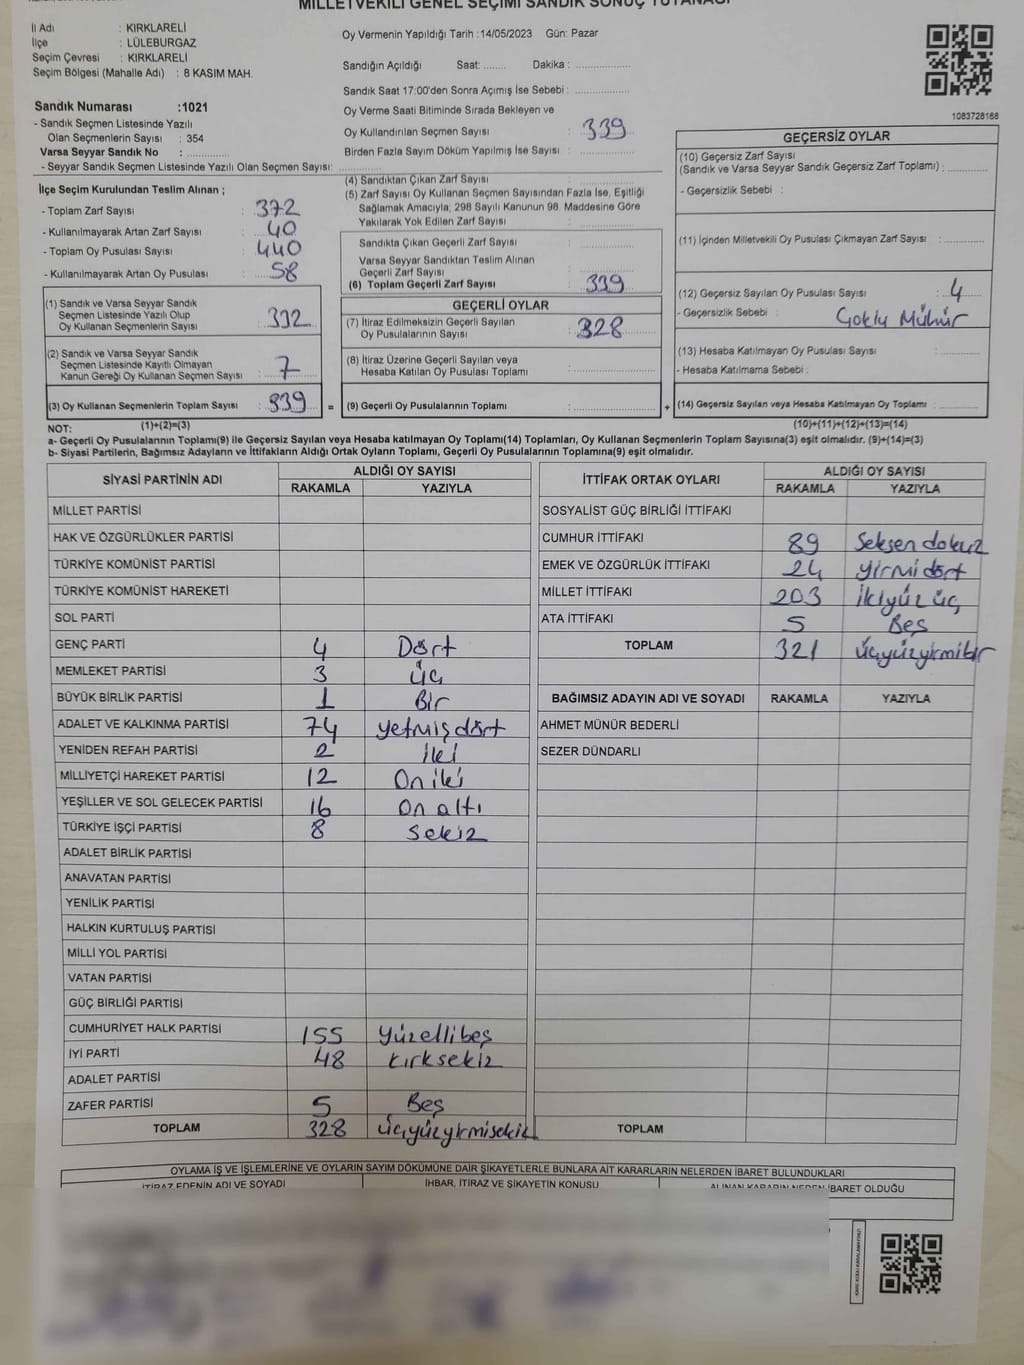 MİLLETVEKİLİ GENEL SEÇİMİ SANDIK SONUÇ TUTANAĞI
İl Adı : KIRKLARELİ
İlçe : LÜLEBURGAZ
Seçim Çevresi : KIRKLARELİ
Seçim Bölgesi (Mahalle Adı) : 8 KASIM MAH.
Sandık Numarası :1021
- Sandık Seçmen Listesinde Yazılı
Olan Seçmenlerin Sayısı : 354
Varsa Seyyar Sandık No :
- Seyyar Sandık Seçmen Listesinde Yazılı Olan Seçmen Sayısı:
İlçe Seçim Kurulundan Teslim Alınan ;
- Toplam Zarf Sayısı : 372
- Kullanılmayarak Artan Zarf Sayısı : 40
- Toplam Oy Pusulası Sayısı : 440
- Kullanılmayarak Artan Oy Pusulası : 58
(1) Sandık ve Varsa Seyyar Sandık
Seçmen Listesinde Yazılı Olup
Oy Kullanan Seçmenlerin Sayısı : 332
(2) Sandık ve Varsa Seyyar Sandık
Seçmen Listesinde Kayıtlı Olmayan
Kanun Gereği Oy Kullanan Seçmen Sayısı : 7
(3) Oy Kullanan Seçmenlerin Toplam Sayısı : 339 =
Oy Vermenin Yapıldığı Tarih :14/05/2023 Gün: Pazar
Sandığın Açıldığı Saat: Dakika :
Sandık Saat 17:00'den Sonra Açılmış İse Sebebi :
Oy Verme Saati Bitiminde Sırada Bekleyen ve
Oy Kullandırılan Seçmen Sayısı : 339
Birden Fazla Sayım Döküm Yapılmış İse Sayısı :
(4) Sandıktan Çıkan Zarf Sayısı :
(5) Zarf Sayısı Oy Kullanan Seçmen Sayısından Fazla İse, Eşitliği
Sağlamak Amacıyla; 298 Sayılı Kanunun 98. Maddesine Göre
Yakılarak Yok Edilen Zarf Sayısı :
Sandıkta Çıkan Geçerli Zarf Sayısı :
Varsa Seyyar Sandıktan Teslim Alınan
Geçerli Zarf Sayısı :
(6) Toplam Geçerli Zarf Sayısı : 339
GEÇERLİ OYLAR
(7) İtiraz Edilmeksizin Geçerli Sayılan
Oy Pusulalarının Sayısı : 328
(8) İtiraz Üzerine Geçerli Sayılan veya
Hesaba Katılan Oy Pusulası Toplamı :
(9) Geçerli Oy Pusulalarının Toplamı : +
1083728168
GEÇERSİZ OYLAR
(10) Geçersiz Zarf Sayısı
(Sandık ve Varsa Seyyar Sandık Geçersiz Zarf Toplamı) :
- Geçersizlik Sebebi :
(11) İçinden Milletvekili Oy Pusulası Çıkmayan Zarf Sayısı :
(12) Geçersiz Sayılan Oy Pusulası Sayısı : 4
- Geçersizlik Sebebi : Çoklu Mühür
(13) Hesaba Katılmayan Oy Pusulası Sayısı :
- Hesaba Katılmama Sebebi :
(14) Geçersiz Sayılan veya Hesaba Katılmayan Oy Toplamı :
NOT: (1)+(2)=(3) (10)+(11)+(12)+(13)=(14)
a- Geçerli Oy Pusulalarının Toplamı(9) ile Geçersiz Sayılan veya Hesaba katılmayan Oy Toplamı(14) Toplamları, Oy Kullanan Seçmenlerin Toplam Sayısına(3) eşit olmalıdır. (9)+(14)=(3)
b- Siyasi Partilerin, Bağımsız Adayların ve İttifakların Aldığı Ortak Oyların Toplamı, Geçerli Oy Pusulalarının Toplamına(9) eşit olmalıdır.
SİYASİ PARTİNİN ADI ALDIĞI OY SAYISI
RAKAMLA YAZIYLA
MİLLET PARTİSİ
HAK VE ÖZGÜRLÜKLER PARTİSİ
TÜRKİYE KOMÜNİST PARTİSİ
TÜRKİYE KOMÜNİST HAREKETİ
SOL PARTİ
GENÇ PARTİ 4 Dört
MEMLEKET PARTİSİ 3 üç
BÜYÜK BİRLİK PARTİSİ 1 Bir
ADALET VE KALKINMA PARTİSİ 74 yetmişdört
YENİDEN REFAH PARTİSİ 2 iki
MİLLİYETÇİ HAREKET PARTİSİ 12 On iki
YEŞİLLER VE SOL GELECEK PARTİSİ 16 On altı
TÜRKİYE İŞÇİ PARTİSİ 8 Sekiz
ADALET BİRLİK PARTİSİ
ANAVATAN PARTİSİ
YENİLİK PARTİSİ
HALKIN KURTULUŞ PARTİSİ
MİLLİ YOL PARTİSİ
VATAN PARTİSİ
GÜÇ BİRLİĞİ PARTİSİ
CUMHURİYET HALK PARTİSİ 155 Yüzellibeş
İYİ PARTİ 48 kırksekiz
ADALET PARTİSİ
ZAFER PARTİSİ 5 Beş
TOPLAM 328 üçyüzyirmisekiz
İTTİFAK ORTAK OYLARI ALDIĞI OY SAYISI
RAKAMLA YAZIYLA
SOSYALİST GÜÇ BİRLİĞİ İTTİFAKI
CUMHUR İTTİFAKI 89 Seksendokuz
EMEK VE ÖZGÜRLÜK İTTİFAKI 24 yirmidört
MİLLET İTTİFAKI 203 ikiyüzüç
ATA İTTİFAKI 5 Beş
TOPLAM 321 üçyüzyirmibir
BAĞIMSIZ ADAYIN ADI VE SOYADI RAKAMLA YAZIYLA
AHMET MÜNÜR BEDERLİ
SEZER DÜNDARLI
TOPLAM
OYLAMA İŞ VE İŞLEMLERİNE VE OYLARIN SAYIM DÖKÜMÜNE DAİR ŞİKAYETLERLE BUNLARA AİT KARARLARIN NELERDEN İBARET BULUNDUKLARI
İTİRAZ EDENİN ADI VE SOYADI İHBAR, İTİRAZ VE ŞİKAYETİN KONUSU ALINAN KARARIN NEDEN İBARET OLDUĞU